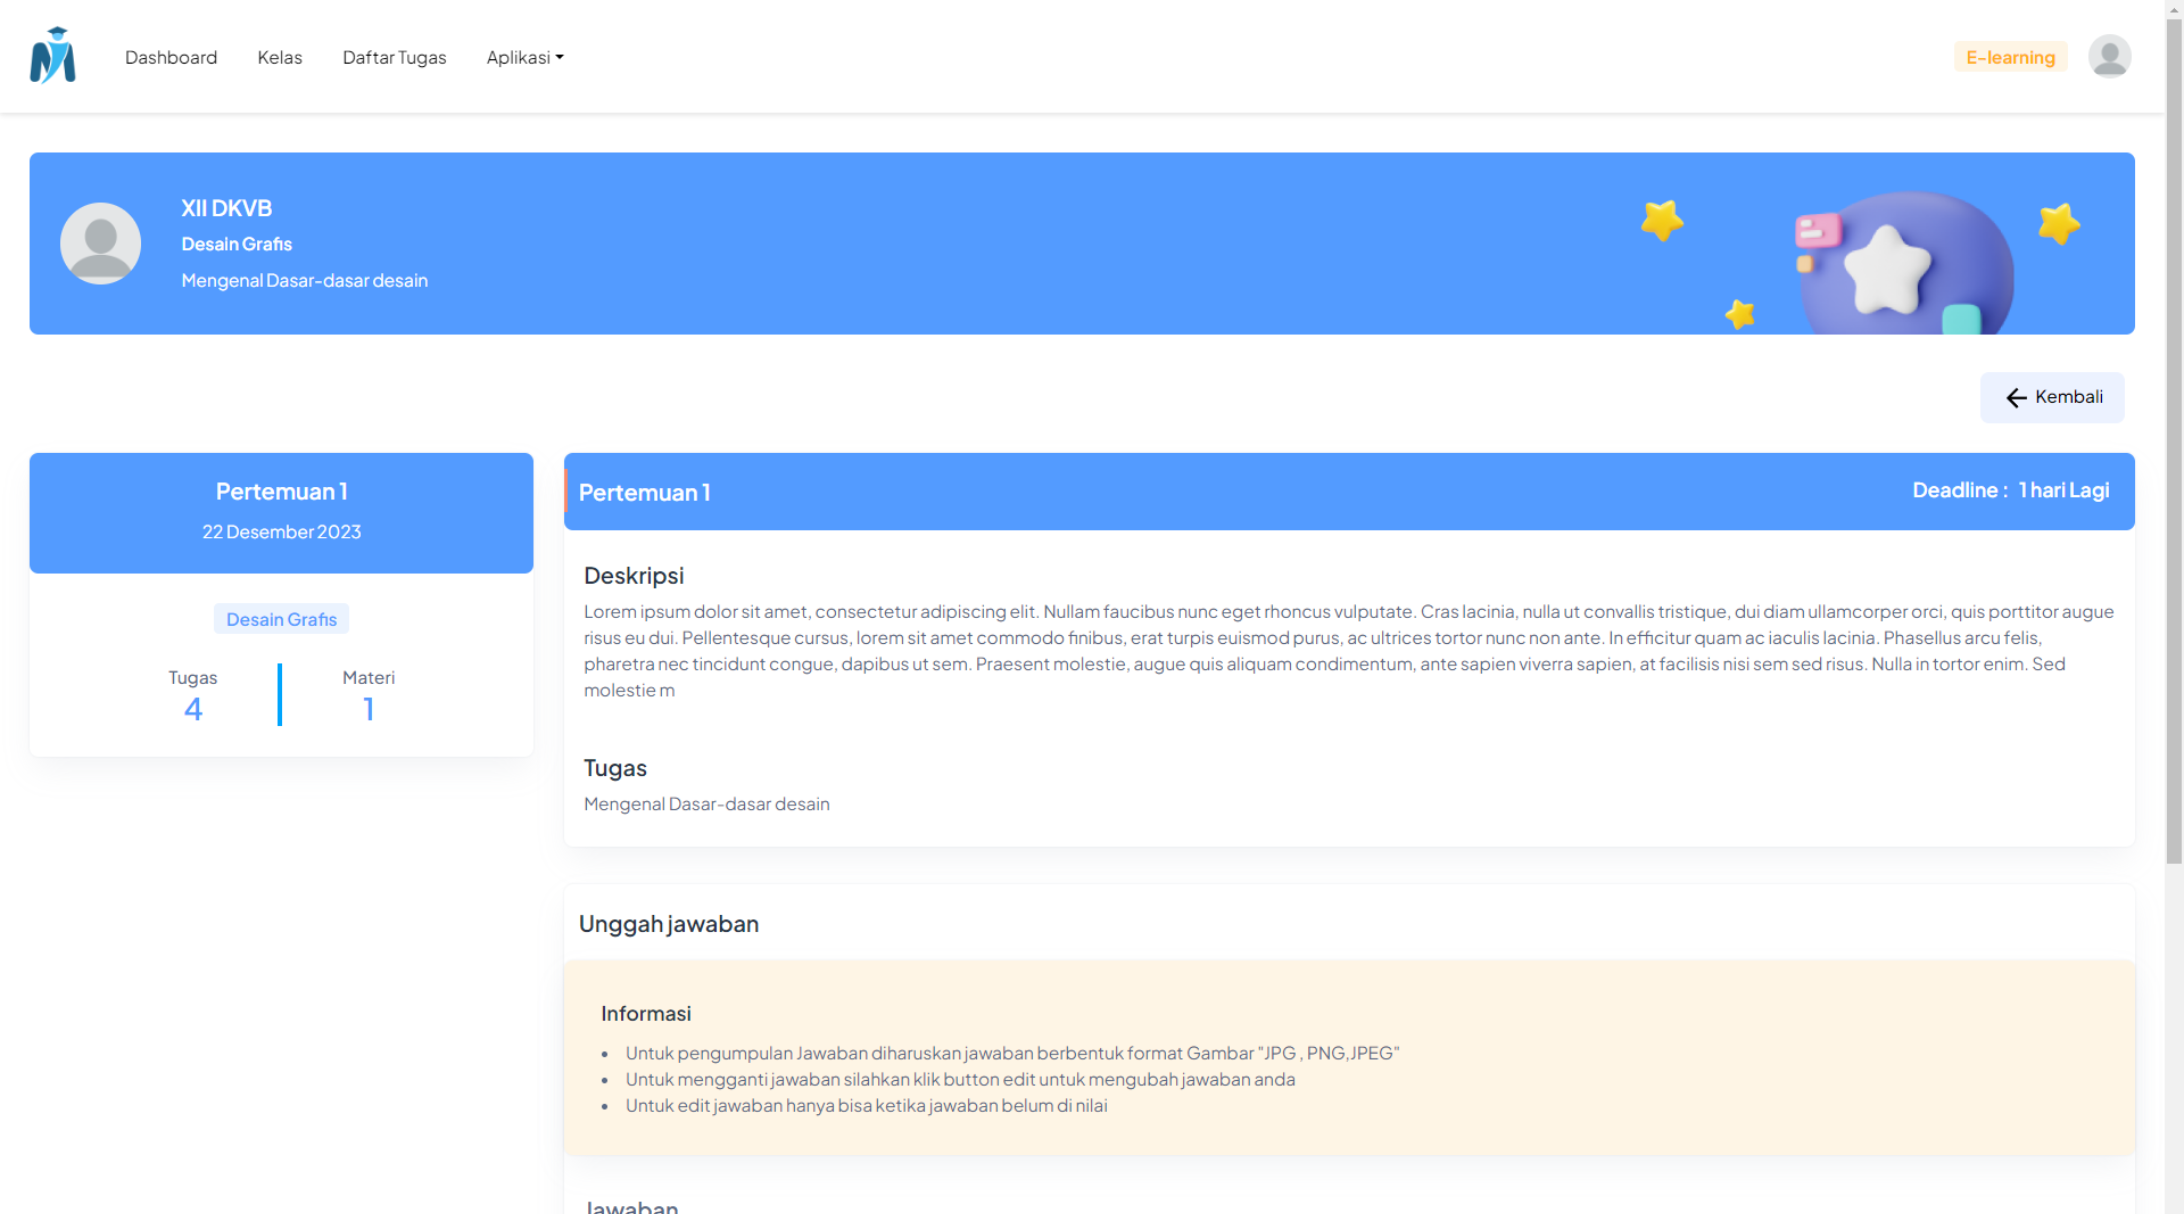 Dashboard Kelas Daftar Tugas Aplikasi E-learning
XII DKVB
Desain Grafis
Mengenal Dasar-dasar desain
Kembali
Pertemuan 1
22 Desember 2023
Desain Grafis
Tugas Materi
4 1
Pertemuan 1 Deadline : 1 hari Lagi
Deskripsi
Lorem ipsum dolor sit amet, consectetur adipiscing elit. Nullam faucibus nunc eget rhoncus vulputate. Cras lacinia, nulla ut convallis tristique, dui diam ullamcorper orci, quis porttitor augue
risus eu dui. Pellentesque cursus, lorem sit amet commodo finibus, erat turpis euismod purus, ac ultrices tortor nunc non ante. In efficitur quam ac iaculis lacinia. Phasellus arcu felis,
pharetra nec tincidunt congue, dapibus ut sem. Praesent molestie, augue quis aliquam condimentum, ante sapien viverra sapien, at facilisis nisi sem sed risus. Nulla in tortor enim. Sed
molestie m
Tugas
Mengenal Dasar-dasar desain
Unggah jawaban
Informasi
• Untuk pengumpulan Jawaban diharuskan jawaban berbentuk format Gambar "JPG , PNG,JPEG"
• Untuk mengganti jawaban silahkan klik button edit untuk mengubah jawaban anda
• Untuk edit jawaban hanya bisa ketika jawaban belum di nilai
Jawaban